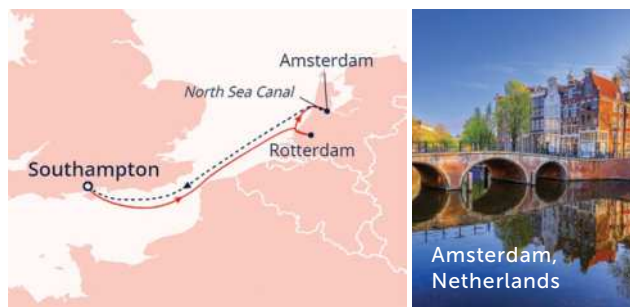 Amsterdam
North Sea Canal
Rotterdam
Southampton
Amsterdam,
Netherlands